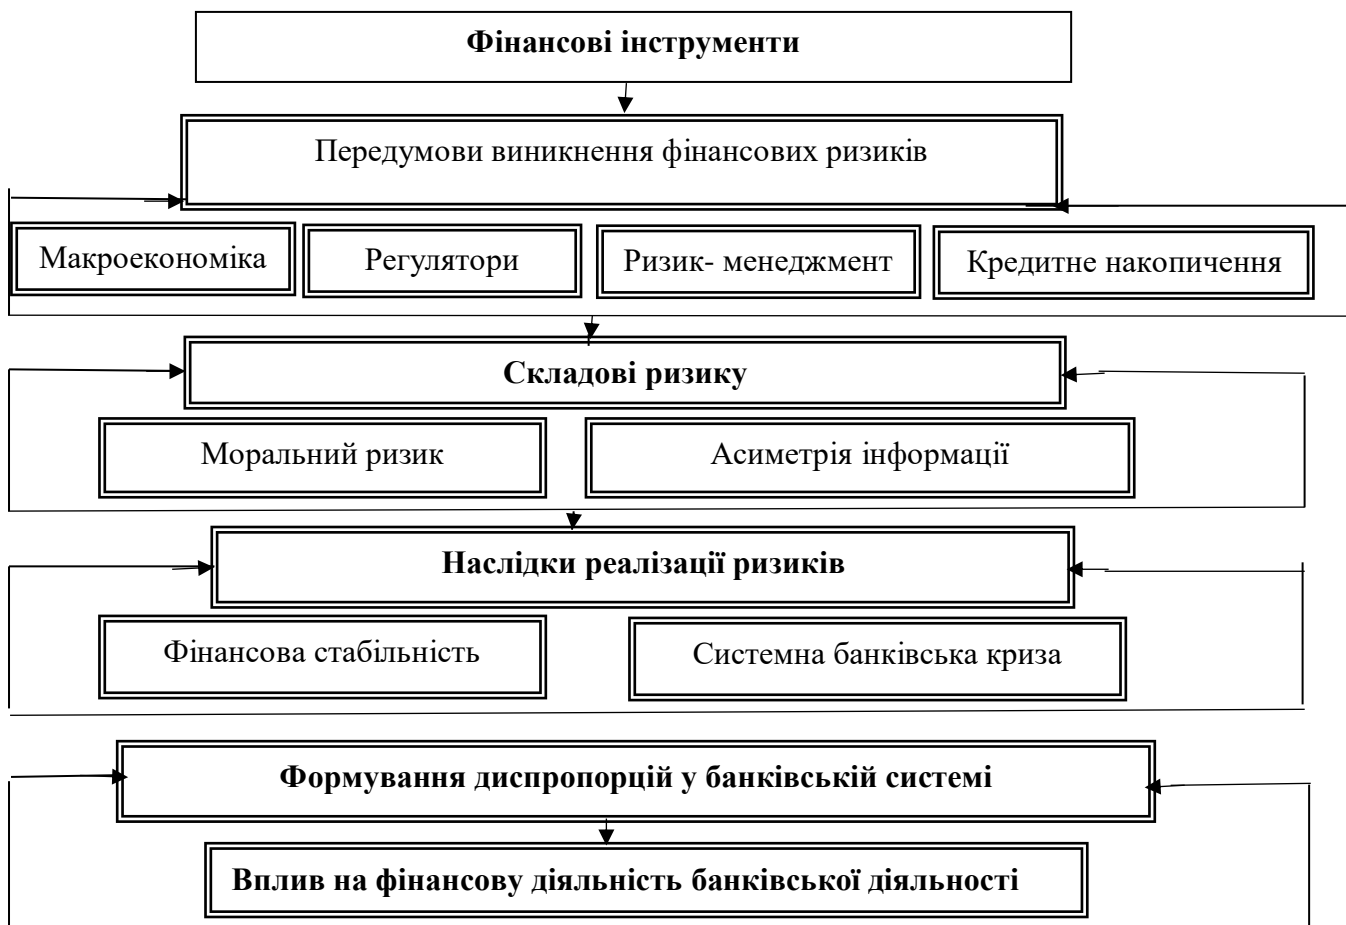 Фінансові інструменти
Передумови виникнення фінансових ризиків
Макроекономіка
Регулятори
Ризик- менеджмент
Кредитне накопичення
Складові ризику
Моральний ризик
Асиметрія інформації
Наслідки реалізації ризиків
Фінансова стабільність
Системна банківська криза
Формування диспропорцій у банківській системі
Вплив на фінансову діяльність банківської діяльності